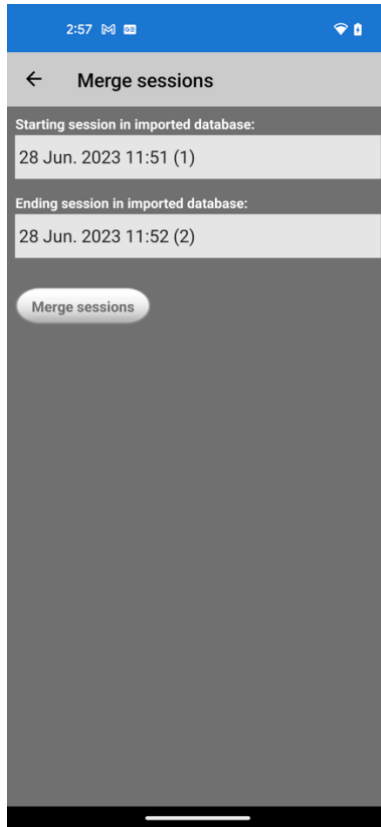 2:57
Merge sessions
Starting session in imported database:
28 Jun. 2023 11:51 (1)
Ending session in imported database:
28 Jun. 2023 11:52 (2)
Merge sessions